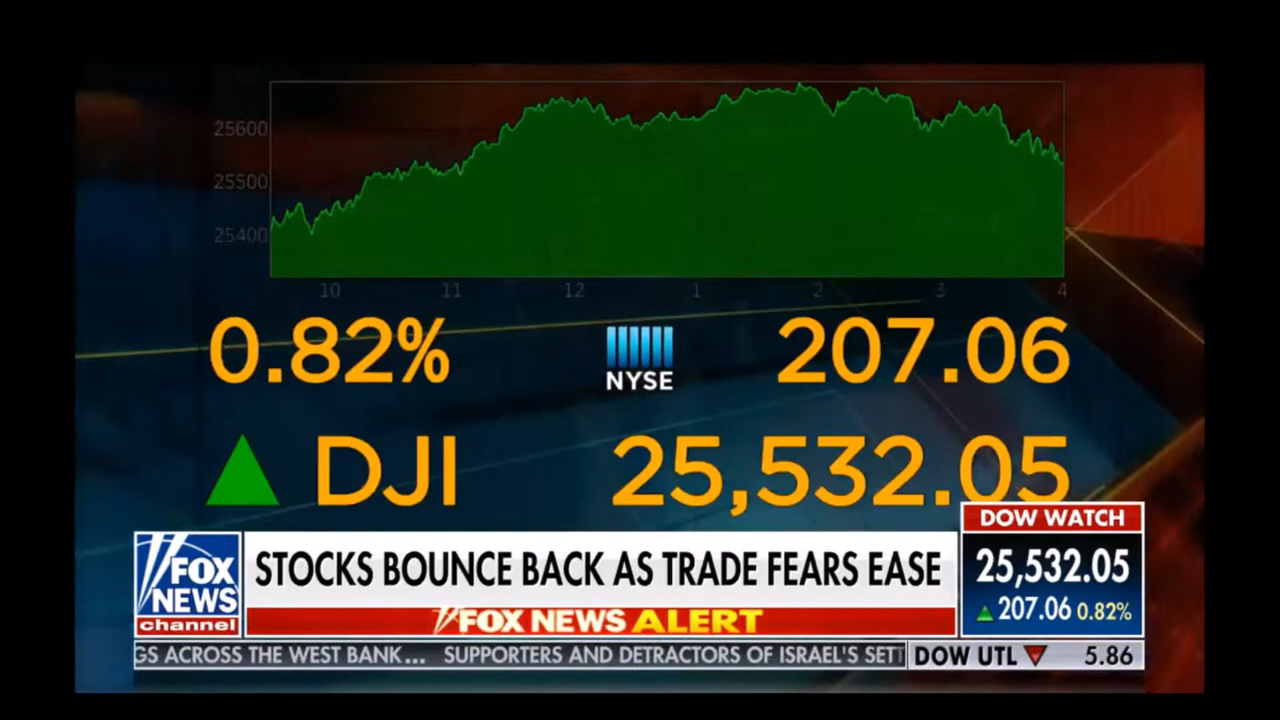 25600
25500
25400
10 11 12 1 2 3 4
0.82% NYSE 207.06
DJI 25,532.05
DOW WATCH
25,532.05
207.06 0.82%
FOX NEWS channel
STOCKS BOUNCE BACK AS TRADE FEARS EASE
FOX NEWS ALERT
GS ACROSS THE WEST BANK... SUPPORTERS AND DETRACTORS OF ISRAEL'S SETT
DOW UTL 5.86